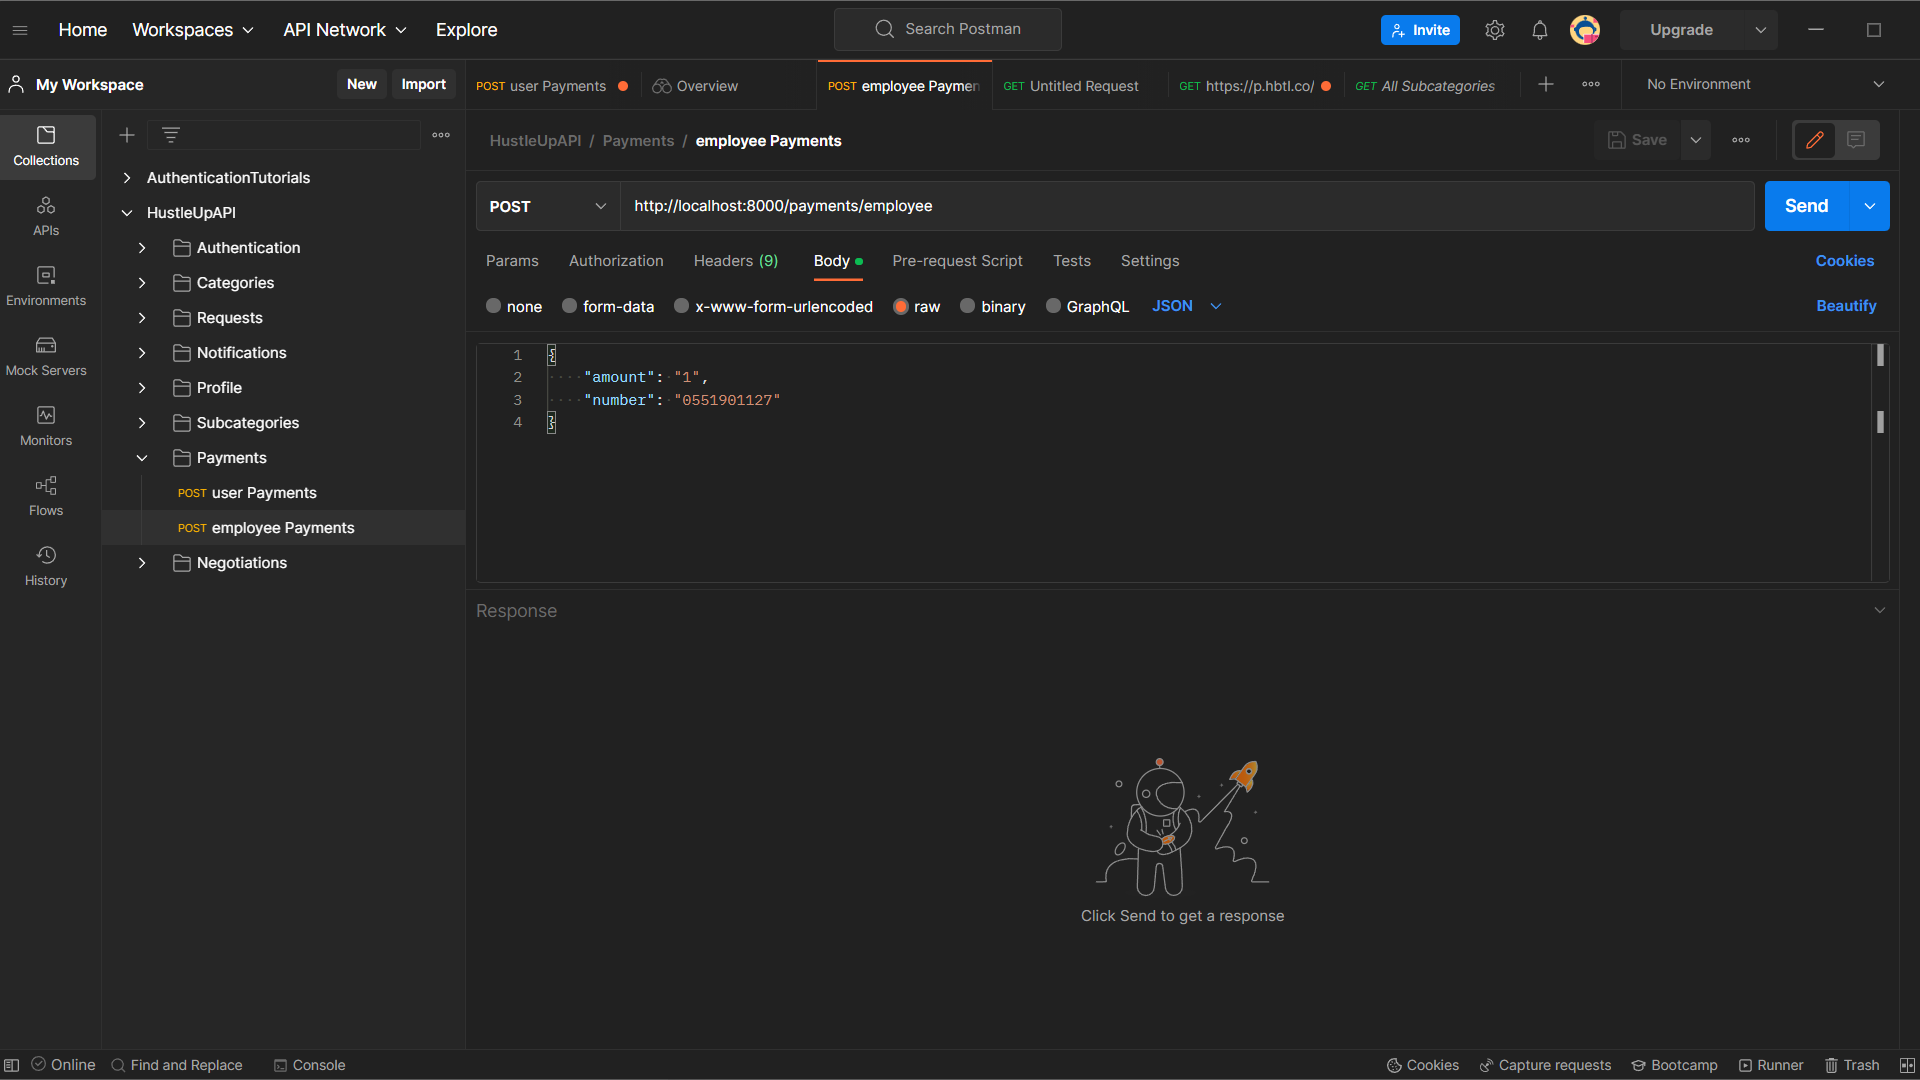 Home Workspaces API Network Explore Search Postman Invite Upgrade
My Workspace New Import POST user Payments Overview POST employee Paymen GET Untitled Request GET https://p.hbtl.co/ GET All Subcategories No Environment
Collections
APIs
Environments
Mock Servers
Monitors
Flows
History
AuthenticationTutorials
HustleUpAPI
Authentication
Categories
Requests
Notifications
Profile
Subcategories
Payments
POST user Payments
POST employee Payments
Negotiations
HustleUpAPI / Payments / employee Payments Save
POST http://localhost:8000/payments/employee Send
Params Authorization Headers (9) Body Pre-request Script Tests Settings Cookies
none form-data x-www-form-urlencoded raw binary GraphQL JSON Beautify
1 {
2 "amount": "1",
3 "number": "0551901127"
4 }
Response
Click Send to get a response
Online Find and Replace Console Cookies Capture requests Bootcamp Runner Trash